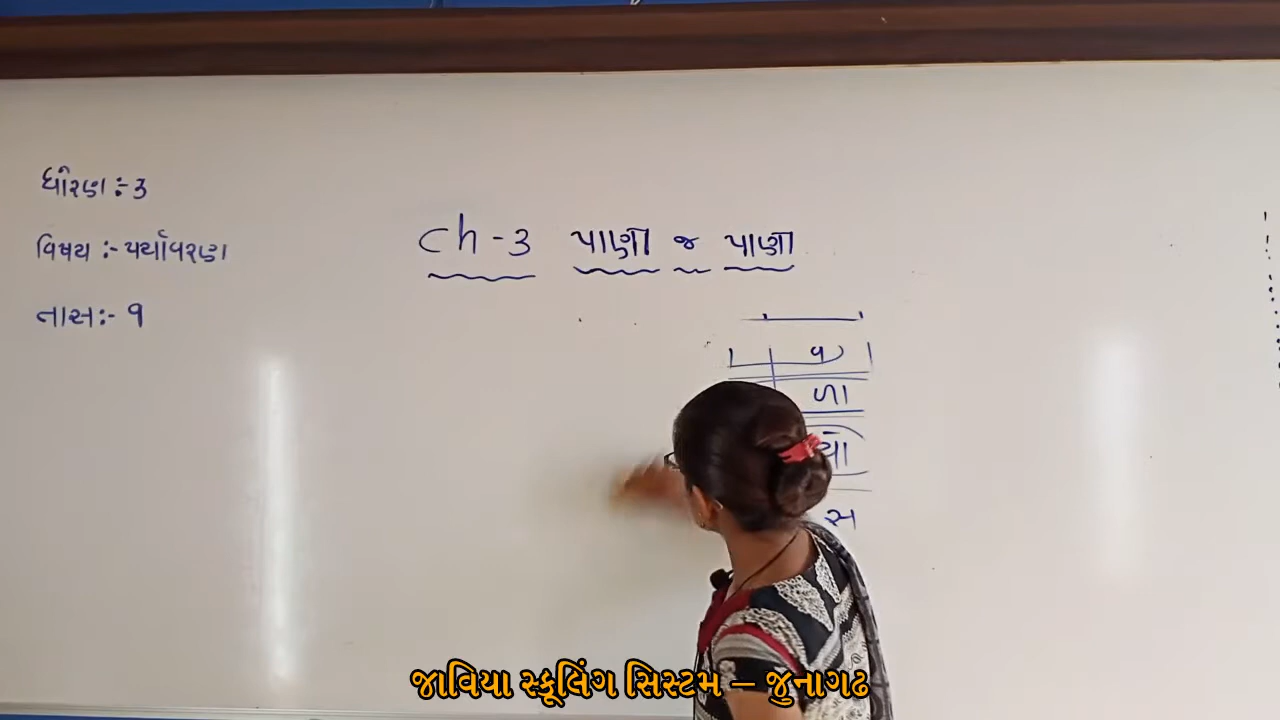 ધોરણ :- 3
વિષય :- પર્યાવરણ
તાસ :- ૧
Ch - 3 પાણી જ પાણી
વ
ળા
યા
સ
જાવિયા સ્કૂલિંગ સિસ્ટમ – જુનાગઢ